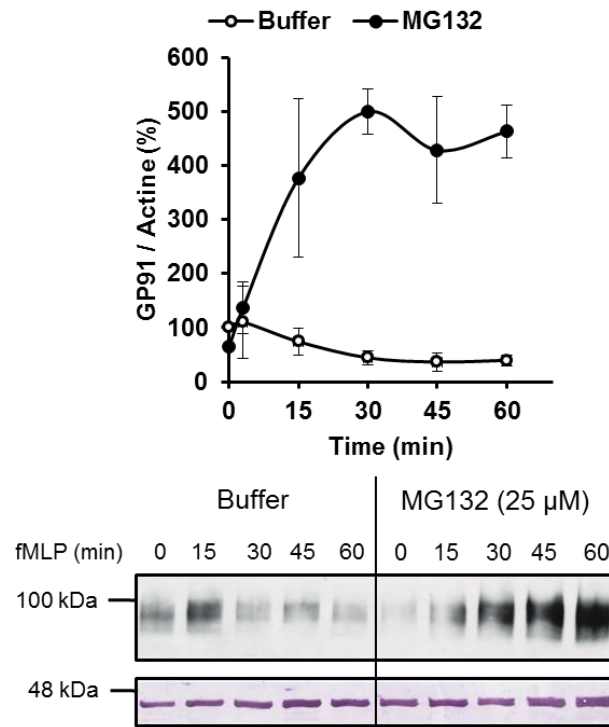 Buffer MG132
600
500
400
300
200
100
0
GP91 / Actine (%)
0 15 30 45 60
Time (min)
Buffer MG132 (25 µM)
fMLP (min) 0 15 30 45 60 0 15 30 45 60
100 kDa
48 kDa